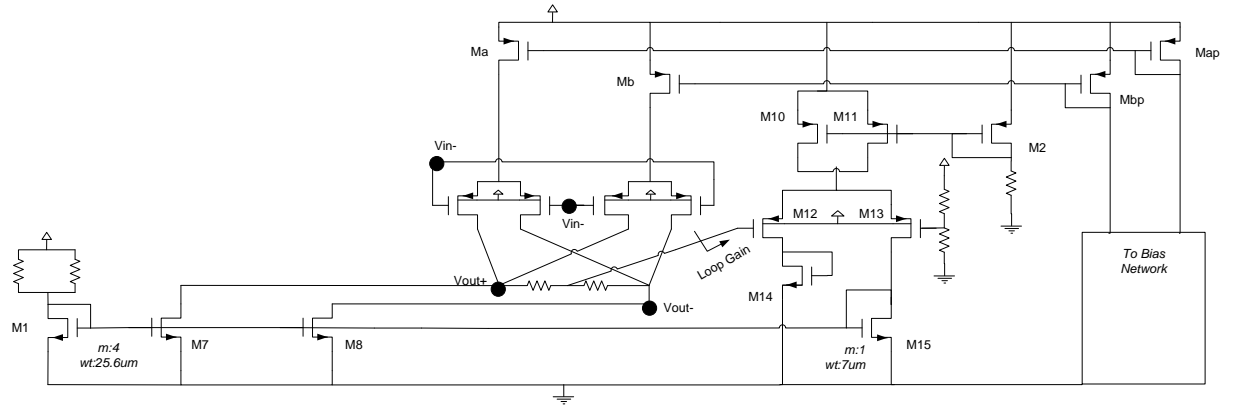 Ma
Map
Mb
Mbp
M10
M11
M2
Vin-
Vin-
M12
M13
Loop Gain
To Bias
Network
Vout+
M14
Vout-
M1
m:4
wt:25.6um
M7
M8
m:1
wt:7um
M15